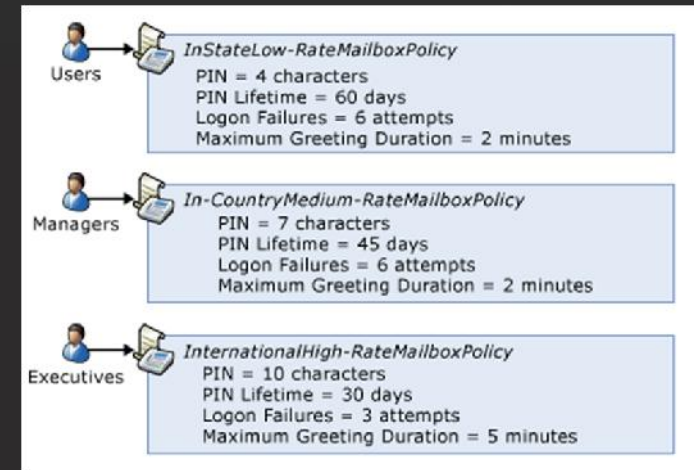 Users
InStateLow-RateMailboxPolicy
PIN = 4 characters
PIN Lifetime = 60 days
Logon Failures = 6 attempts
Maximum Greeting Duration = 2 minutes
Managers
In-CountryMedium-RateMailboxPolicy
PIN = 7 characters
PIN Lifetime = 45 days
Logon Failures = 6 attempts
Maximum Greeting Duration = 2 minutes
Executives
InternationalHigh-RateMailboxPolicy
PIN = 10 characters
PIN Lifetime = 30 days
Logon Failures = 3 attempts
Maximum Greeting Duration = 5 minutes